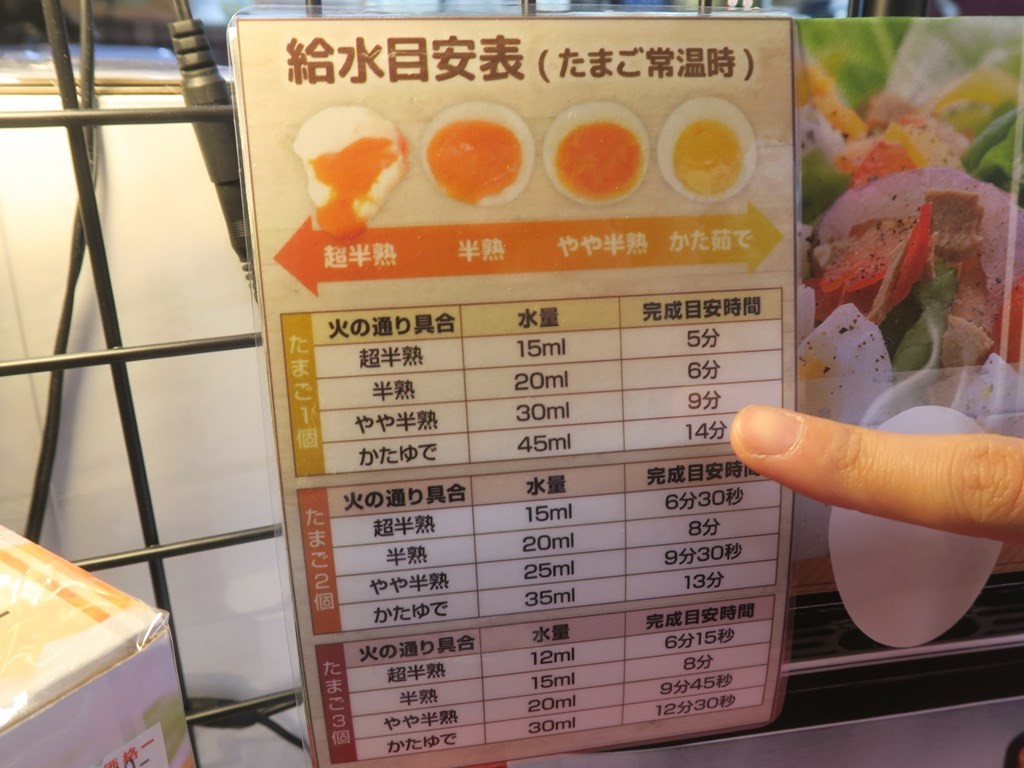 給水目安表(たまご常温時)
超半熟 半熟 やや半熟 かた茹で
たまご1個
火の通り具合 水量 完成目安時間
超半熟 15ml 5分
半熟 20ml 6分
やや半熟 30ml 9分
かたゆで 45ml 14分
たまご2個
火の通り具合 水量 完成目安時間
超半熟 15ml 6分30秒
半熟 20ml 8分
やや半熟 25ml 9分30秒
かたゆで 35ml 13分
たまご3個
火の通り具合 水量 完成目安時間
超半熟 12ml 6分15秒
半熟 15ml 8分
やや半熟 20ml 9分45秒
かたゆで 30ml 12分30秒